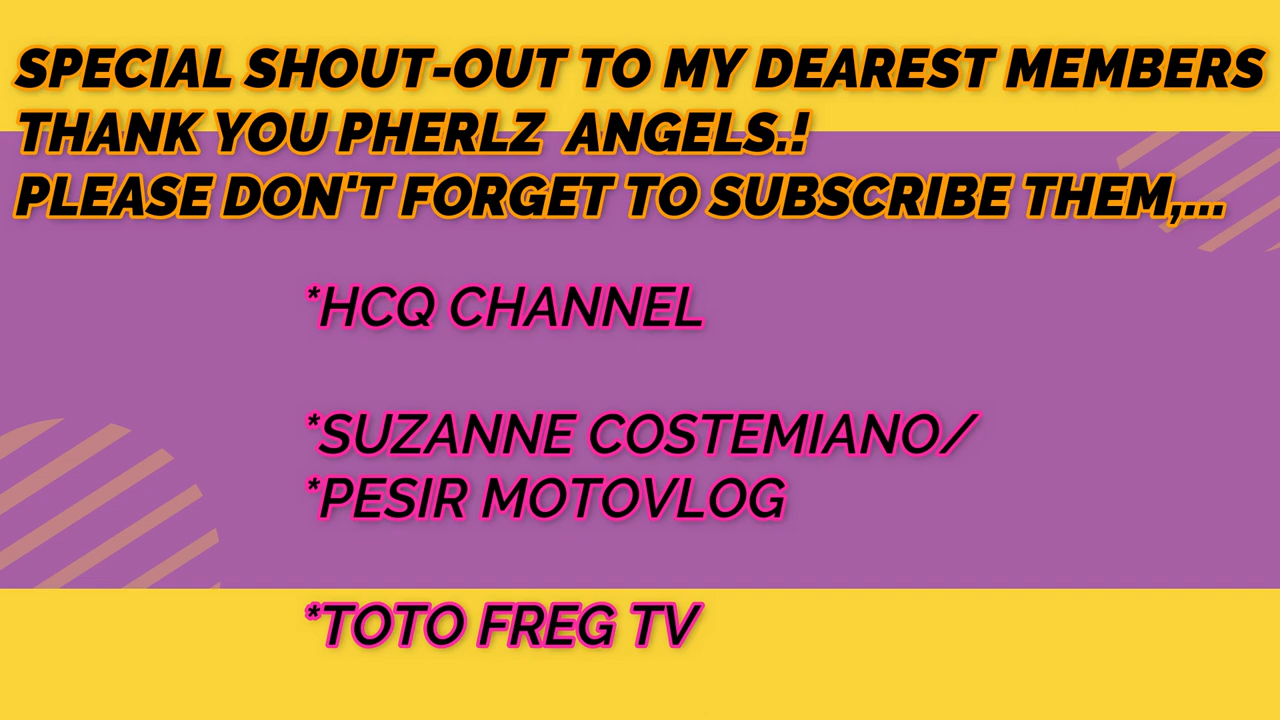 SPECIAL SHOUT-OUT TO MY DEAREST MEMBERS
THANK YOU PHERLZ ANGELS.!
PLEASE DON'T FORGET TO SUBSCRIBE THEM,...
*HCQ CHANNEL
*SUZANNE COSTEMIANO/
*PESIR MOTOVLOG
*TOTO FREG TV